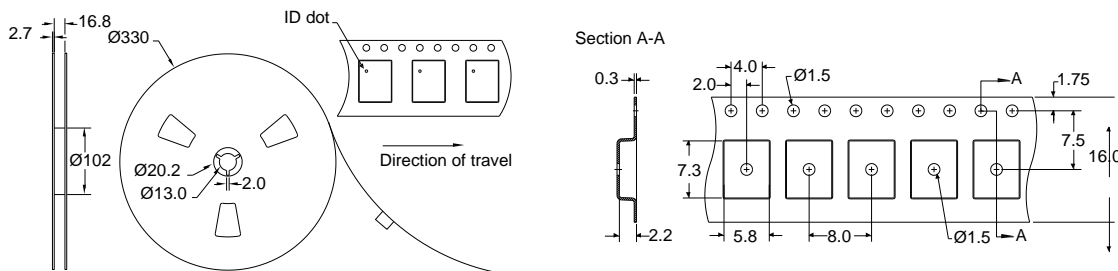 16.8
2.7
Ø330
ID dot
Ø102
Ø20.2
Ø13.0
2.0
Direction of travel
Section A-A
0.3
4.0
2.0
Ø1.5
A
1.75
7.3
7.5
16.0
2.2
5.8
8.0
Ø1.5
A